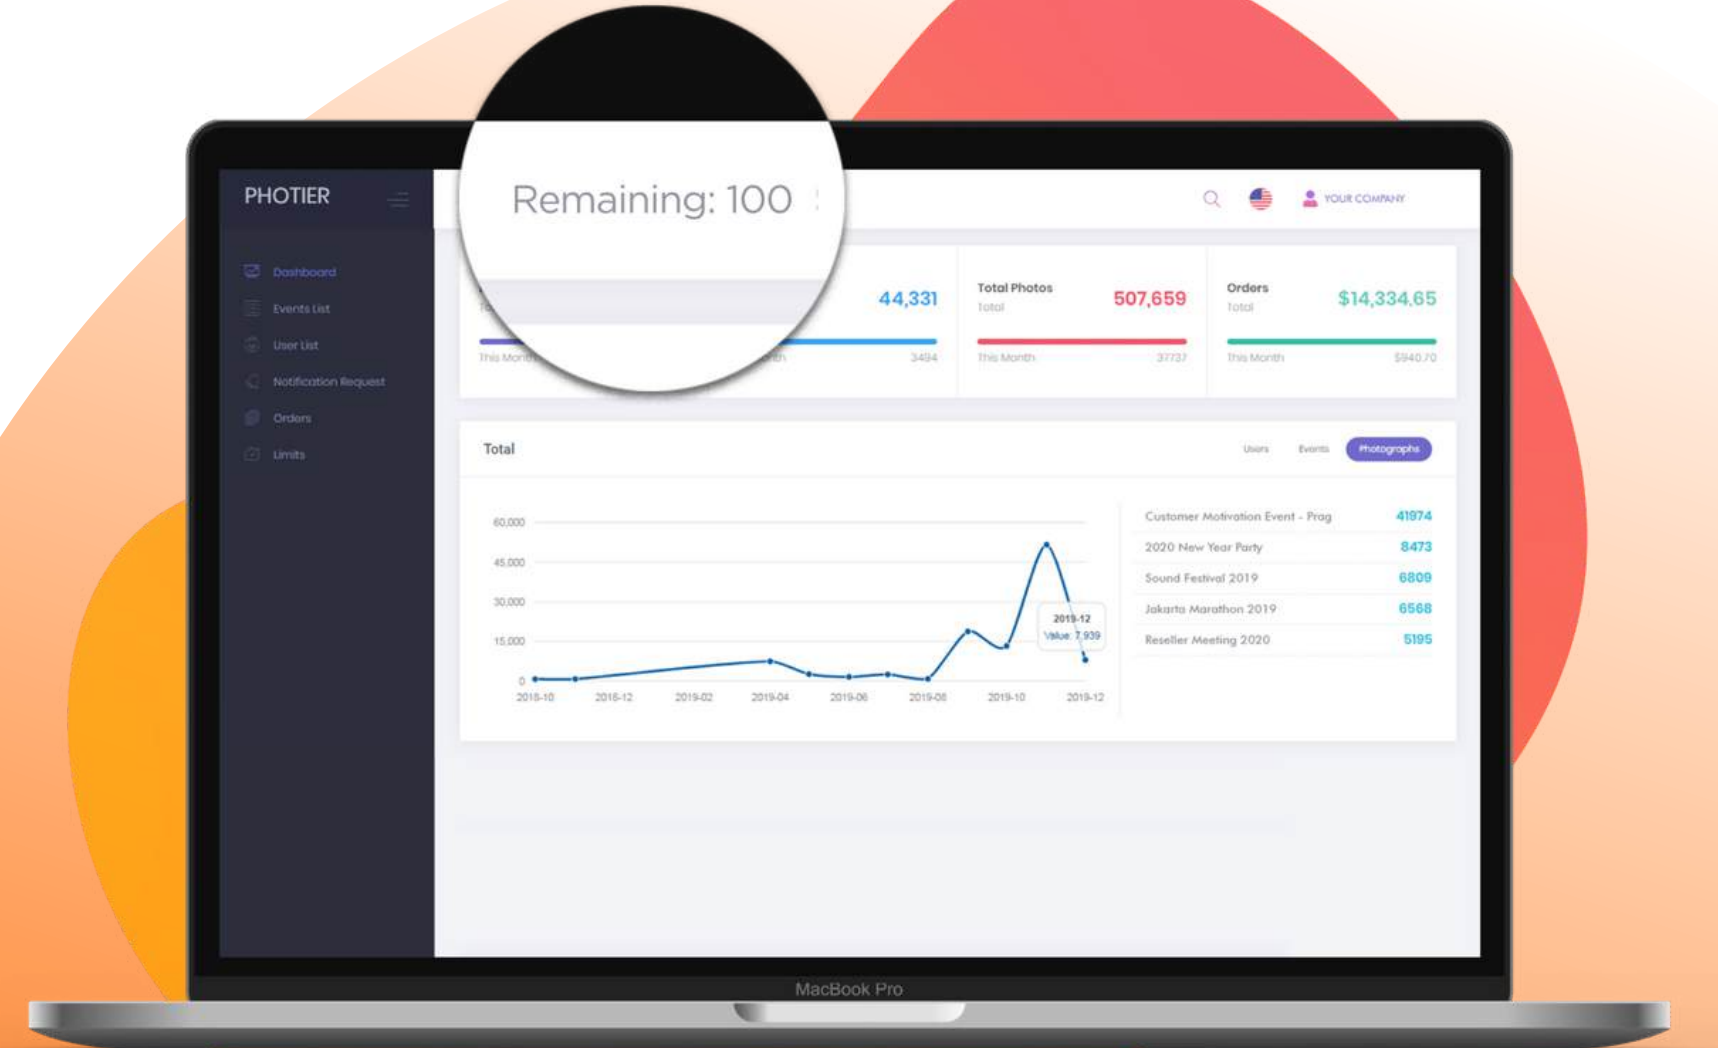 PHOTIER
Remaining: 100
YOUR COMPANY
Dashboard
Events List
User List
Notification Request
Orders
Limits
44,331
3494
Total Photos
Total
507,659
This Month
37737
Orders
Total
$14,334,65
This Month
$940.70
This Month
Total
Users
Events
Photographs
60,000
45,000
30,000
15,000
0
2018-10
2018-12
2019-02
2019-04
2019-06
2019-08
2019-10
2019-12
2019-12
Value: 7,939
Customer Motivation Event - Prag 41974
2020 New Year Party 8473
Sound Festival 2019 6809
Jakarta Marathon 2019 6568
Reseller Meeting 2020 5195
MacBook Pro